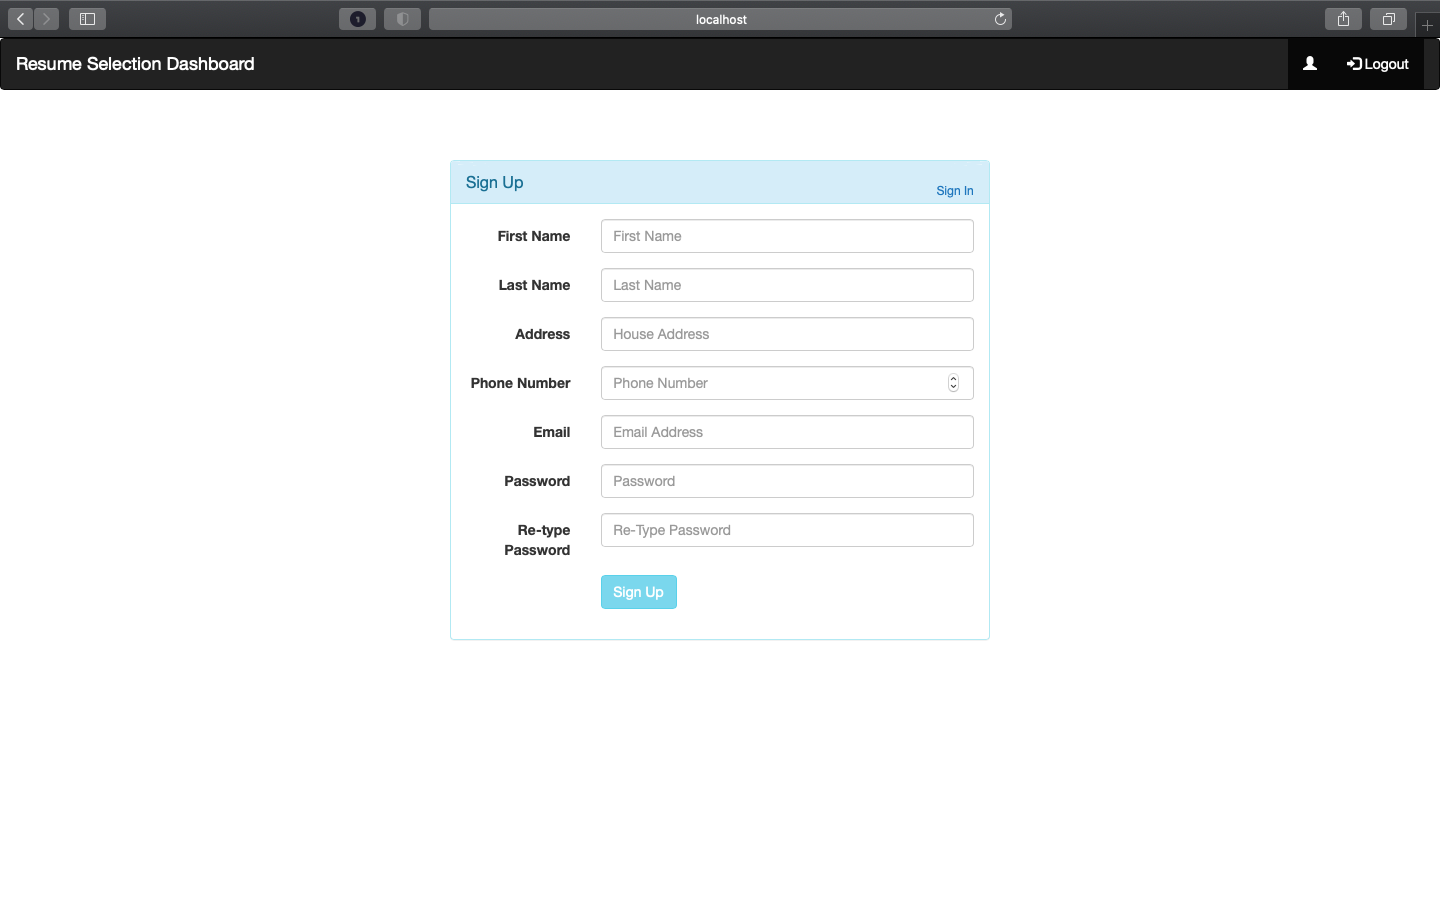 localhost
Resume Selection Dashboard
Logout
Sign Up
Sign In
First Name
First Name
Last Name
Last Name
Address
House Address
Phone Number
Phone Number
Email
Email Address
Password
Password
Re-type
Password
Re-Type Password
Sign Up